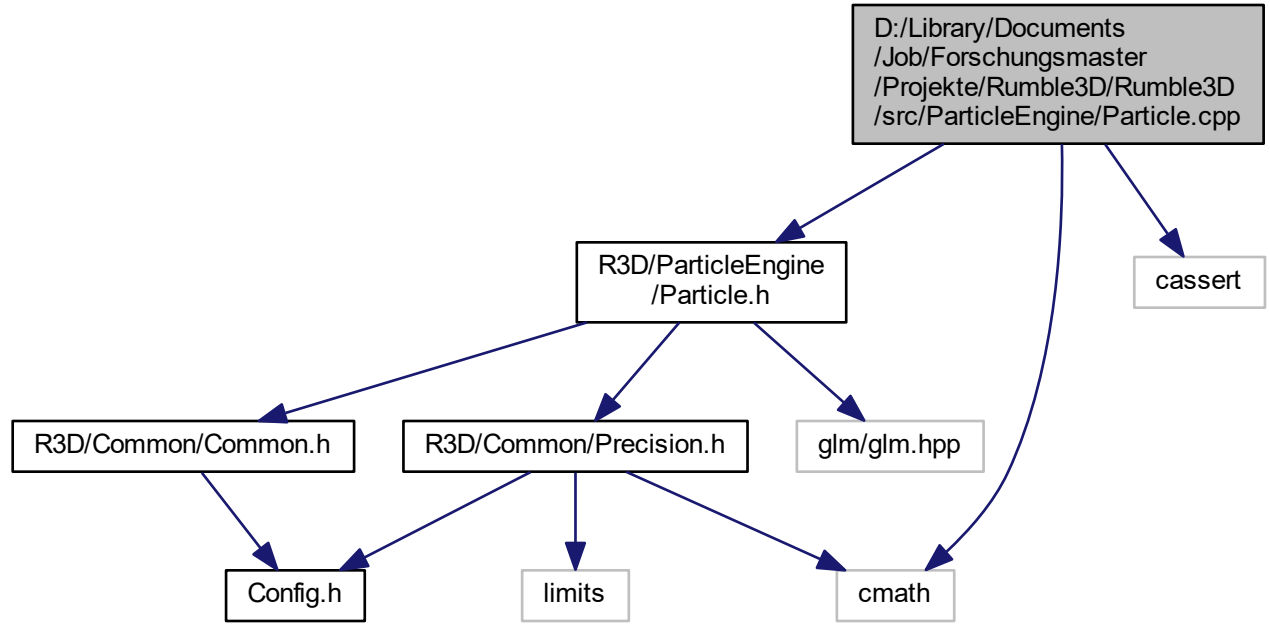 D:/Library/Documents
/Job/Forschungsmaster
/Projekte/Rumble3D/Rumble3D
/src/ParticleEngine/Particle.cpp
R3D/ParticleEngine
/Particle.h
cassert
R3D/Common/Common.h
R3D/Common/Precision.h
glm/glm.hpp
Config.h
limits
cmath